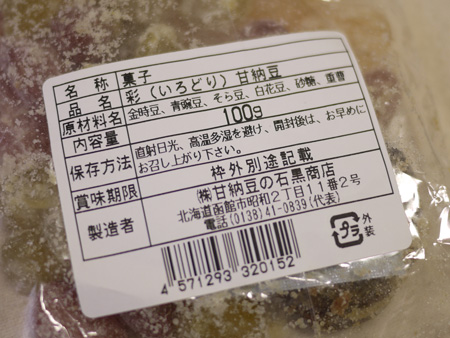 名 称 菓子
品 名 彩（いろどり）甘納豆
原材料名 金時豆、青豌豆、そら豆、白花豆、砂糖、重曹
内容量 100g
保存方法 直射日光、高温多湿を避け、開封後は、お早めに
お召し上がり下さい。
賞味期限 枠外別途記載
製造者 ㈱甘納豆の石黒商店
北海道函館市昭和2丁目11番2号
電話(0138)41-0839(代表)
プラ 外装
4 571293 320152